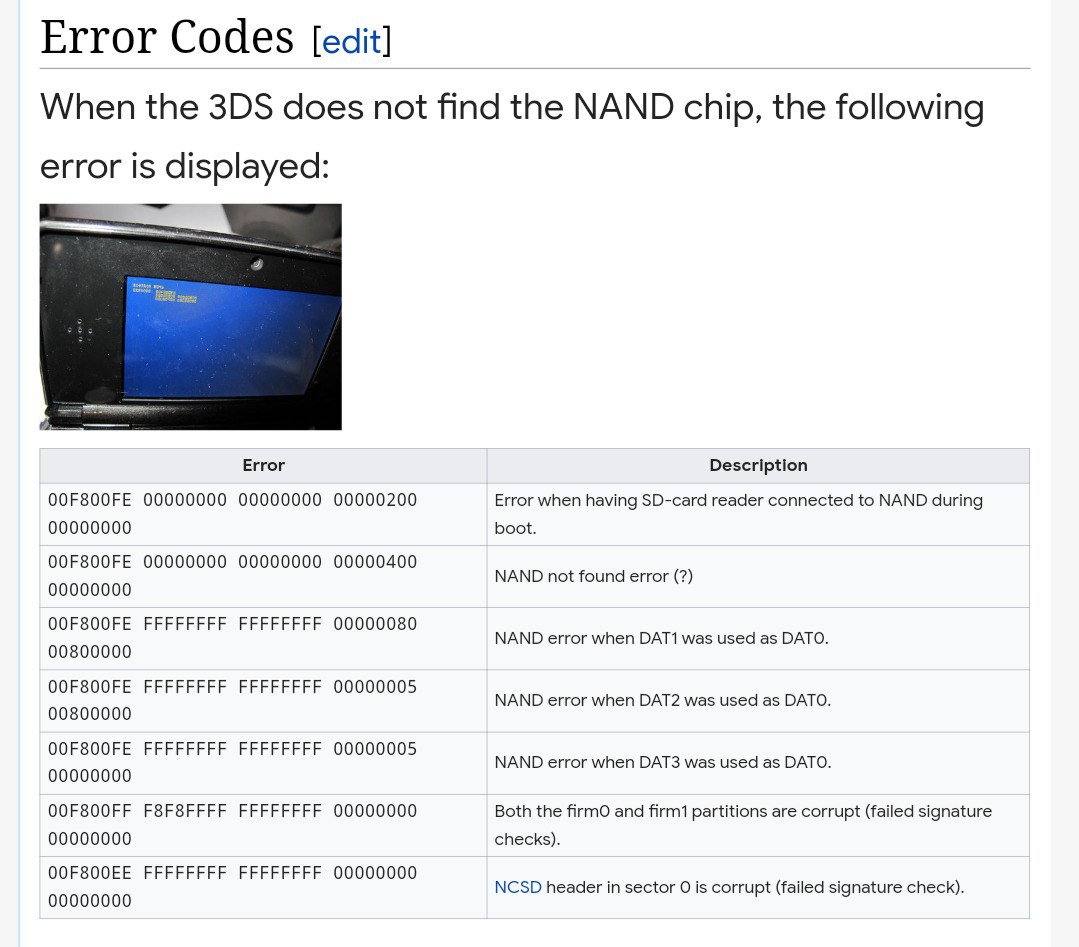 Error Codes [edit]
When the 3DS does not find the NAND chip, the following
error is displayed:
Error Description
00F800FE 00000000 00000000 00000200
00000000
Error when having SD-card reader connected to NAND during
boot.
00F800FE 00000000 00000000 00000400
00000000
NAND not found error (?)
00F800FE FFFFFFFF FFFFFFFF 00000080
00800000
NAND error when DAT1 was used as DAT0.
00F800FE FFFFFFFF FFFFFFFF 00000005
00800000
NAND error when DAT2 was used as DAT0.
00F800FE FFFFFFFF FFFFFFFF 00000005
00000000
NAND error when DAT3 was used as DAT0.
00F800FF F8F8FFFF FFFFFFFF 00000000
00000000
Both the firm0 and firm1 partitions are corrupt (failed signature
checks).
00F800EE FFFFFFFF FFFFFFFF 00000000
00000000
NCSD header in sector 0 is corrupt (failed signature check).